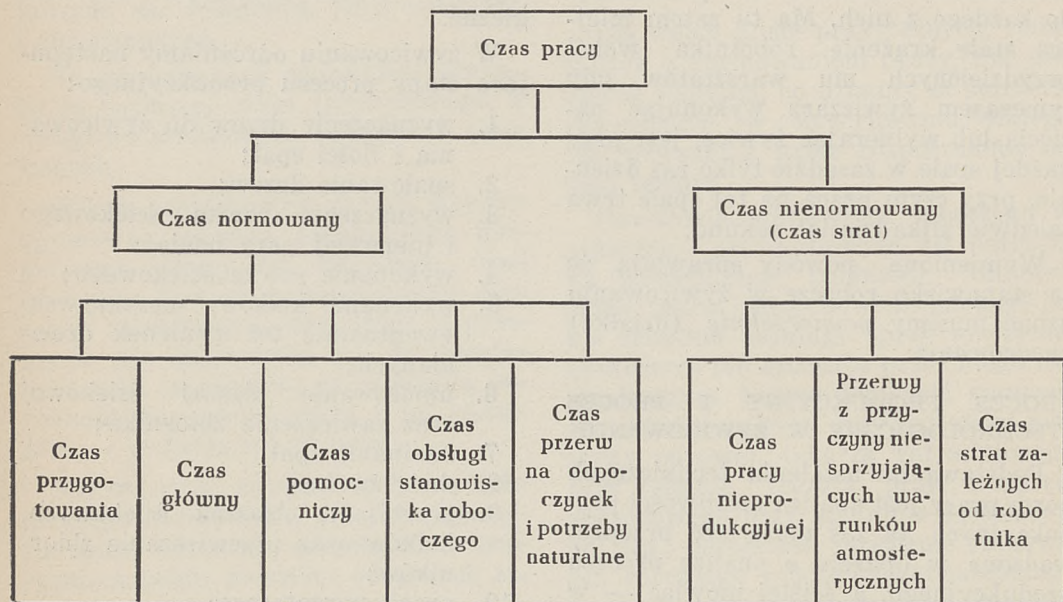 Czas pracy
Czas normowany
Czas nienormowany
(czas strat)
Czas
przygo-
towania
Czas
główny
Czas
pomoc-
niczy
Czas
obsługi
stanowis-
ka robo-
czego
Czas
przerw
na odpo-
czynek
i potrzeby
naturalne
Czas
pracy
niepro-
dukcyjnej
Przerwy
z przy-
czyny nie-
sprzyjają-
cych wa-
runków
atmosfe-
rycznych
Czas
strat za-
leżnych
od robo
tnika